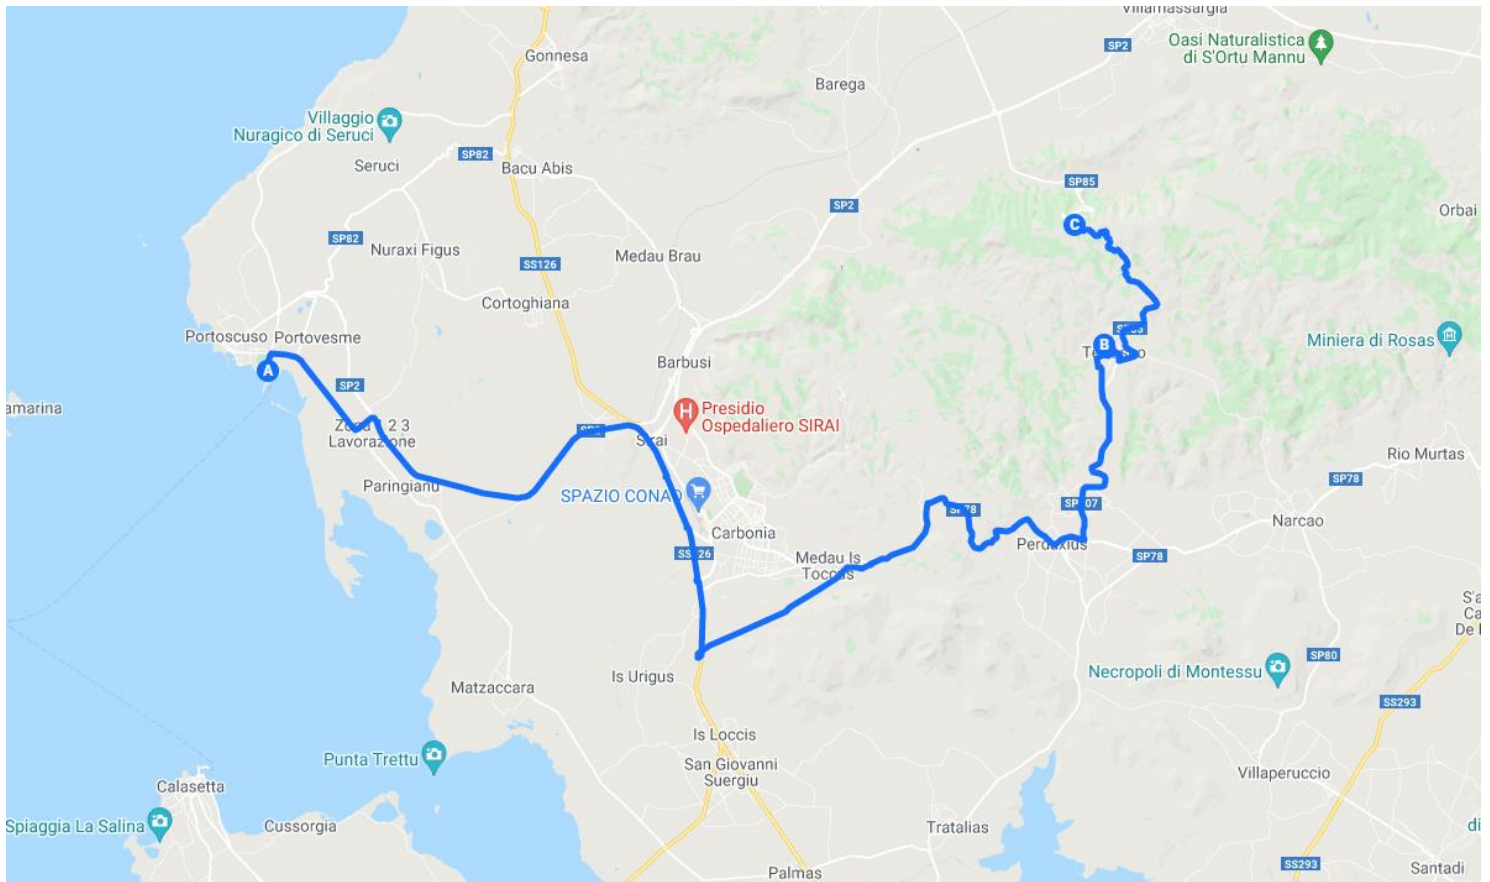 Villamassargia
SP2
Oasi Naturalistica
di S'Ortu Mannu
Gonnesa
Barega
Villaggio
Nuragico di Seruci
SP82
Seruci
Bacu Abis
SP85
SP2
Orbai
C
SP82
Nuraxi Figus
Medau Brau
SS126
Cortoghiana
Portoscuso
Portovesme
Miniera di Rosas
B
Barbusi
A
SP2
amarina
Presidio
Ospedaliero SIRAI
H
Lavorazione
Sirai
Rio Murtas
Paringianu
SPAZIO CONAD
SP78
Narcao
Carbonia
Perdaxius
SP78
Medau Is
Toccus
S'a
Ca
De
SP80
Necropoli di Montessu
Is Urigus
Matzaccara
SS293
Is Loccis
Punta Trettu
San Giovanni
Suergiu
Villaperuccio
Calasetta
Spiaggia La Salina
Cussorgia
Tratalias
di
SS293
Palmas
Santadi